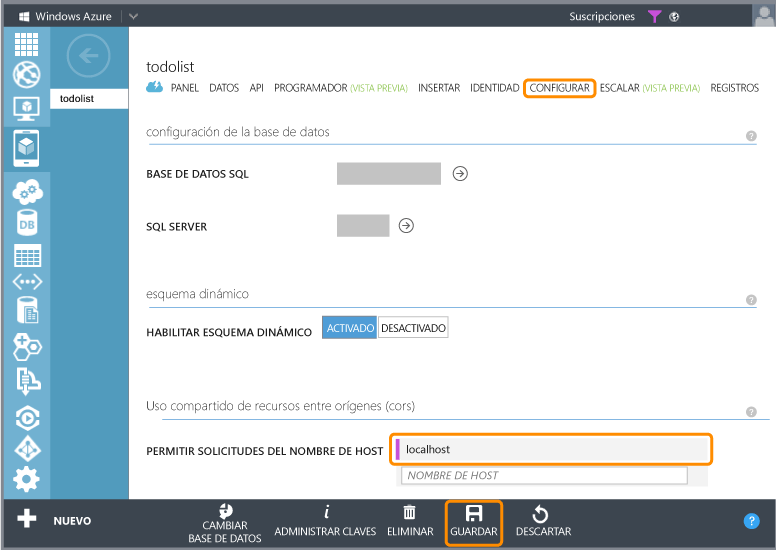 Windows Azure
Suscripciones
todolist
todolist
PANEL DATOS API PROGRAMADOR (VISTA PREVIA) INSERTAR IDENTIDAD CONFIGURAR ESCALAR (VISTA PREVIA) REGISTROS
configuración de la base de datos
?
BASE DE DATOS SQL
SQL SERVER
esquema dinámico
?
HABILITAR ESQUEMA DINÁMICO ACTIVADO DESACTIVADO
Uso compartido de recursos entre orígenes (cors)
?
PERMITIR SOLICITUDES DEL NOMBRE DE HOST localhost
NOMBRE DE HOST
DB
NUEVO
CAMBIAR
BASE DE DATOS
ADMINISTRAR CLAVES
ELIMINAR
GUARDAR
DESCARTAR
?